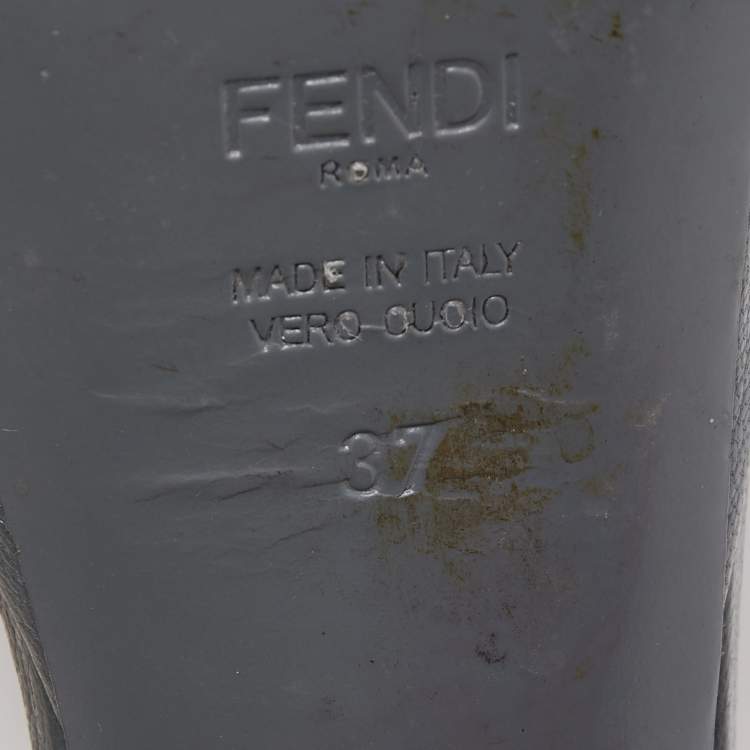 FENDI
ROMA
MADE IN ITALY
VERO CUOIO
37